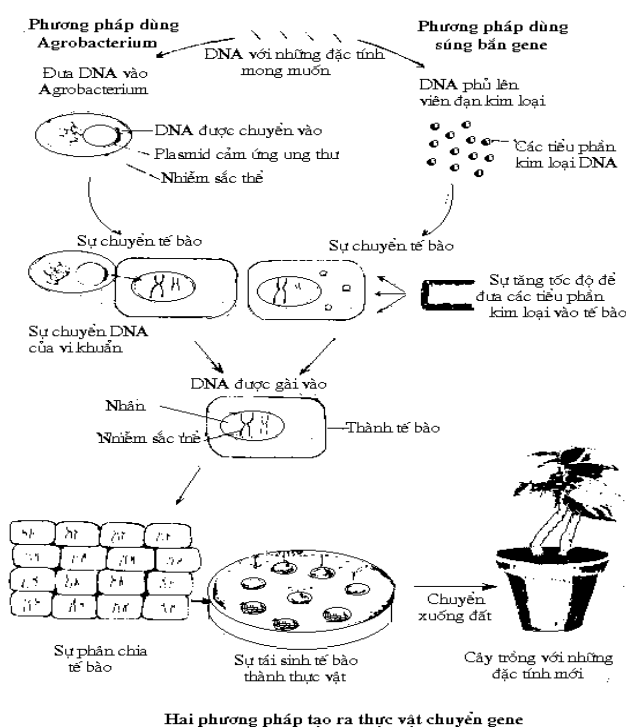 Phương pháp dùng
Agrobacterium
Phương pháp dùng
súng bắn gene
DNA với những đặc tính
mong muốn
Đưa DNA vào
Agrobacterium
DNA phủ lên
viên đạn kim loại
DNA được chuyển vào
Plasmid cảm ứng ung thư
Nhiễm sắc thể
Các tiểu phần
kim loại DNA
Sự chuyển tế bào
Sự chuyển tế bào
Sự tăng tốc độ để
đưa các tiểu phần
kim loại vào tế bào
Sự chuyển DNA
của vi khuẩn
DNA được gài vào
Nhân
Nhiễm sắc thể
Thành tế bào
Chuyển
xuống đất
Sự phân chia
tế bào
Sự tái sinh tế bào
thành thực vật
Cây trồng với những
đặc tính mới
Hai phương pháp tạo ra thực vật chuyển gene